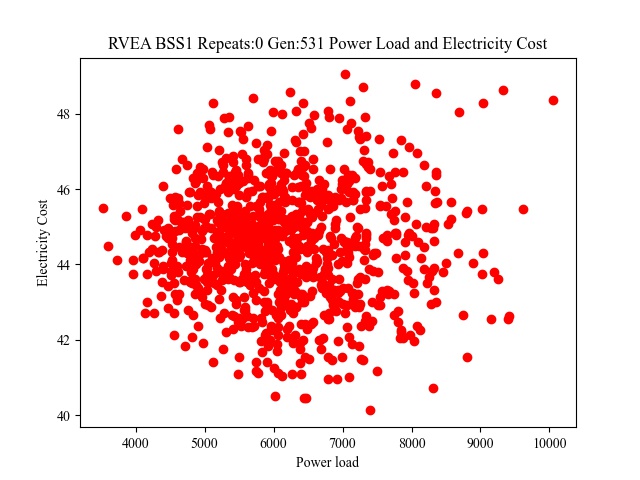 RVEA BSS1 Repeats:0 Gen:531 Power Load and Electricity Cost
48
46
44
42
40
Electricity Cost
4000 5000 6000 7000 8000 9000 10000
Power load